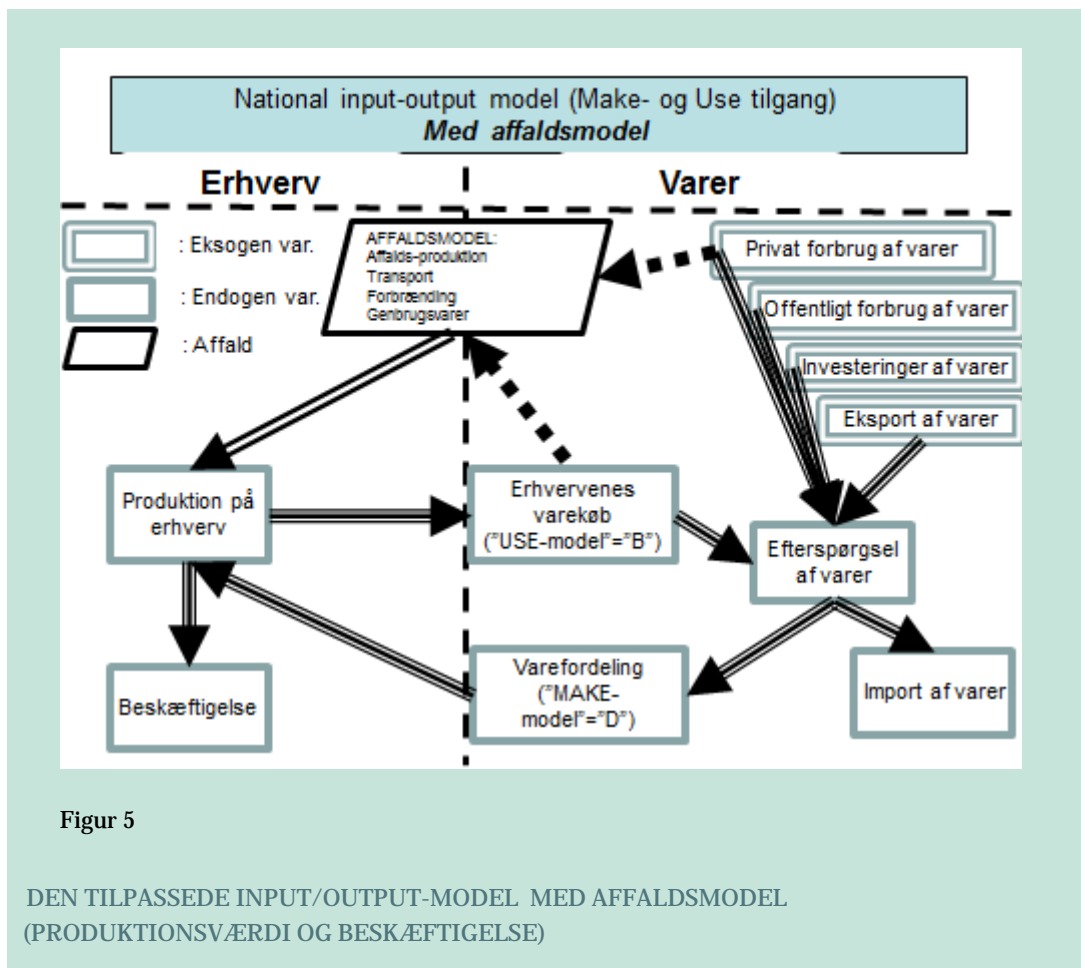 National input-output model (Make- og Use tilgang)
Med affaldsmodel
Erhverv
Varer
: Eksogen var.
: Endogen var.
: Affald
AFFALDSMODEL:
Affalds-produktion
Transport
Forbrænding
Genbrugsvarer
Privat forbrug af varer
Offentligt forbrug af varer
Investeringer af varer
Eksport af varer
Produktion på
erhverv
Erhvervenes
varekøb
("USE-model"="B")
Efterspørgsel
af varer
Beskæftigelse
Varefordeling
("MAKE-
model"="D")
Import af varer
Figur 5
DEN TILPASSEDE INPUT/OUTPUT-MODEL MED AFFALDSMODEL
(PRODUKTIONSVÆRDI OG BESKÆFTIGELSE)